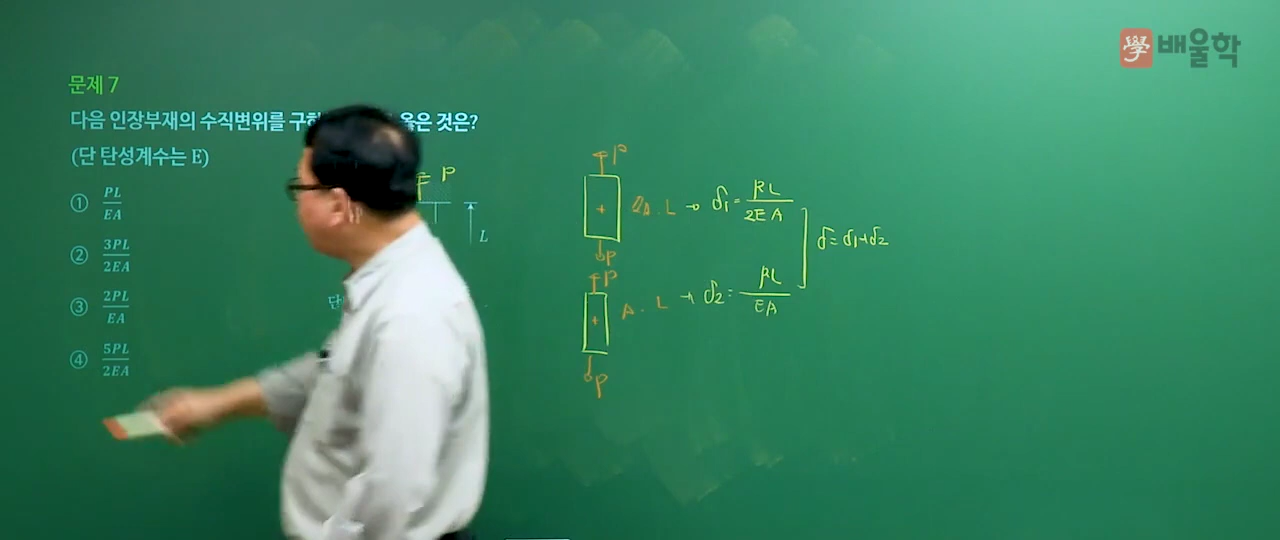 學 배울학
문제 7
다음 인장부재의 수직변위를 구하 옳은 것은?
(단 탄성계수는 E)
① PL/EA
② 3PL/2EA
③ 2PL/EA
④ 5PL/2EA
P
L
단
P
2A . L → δ1 = PL/2EA
P
P
A . L → δ2 = PL/EA
P
δ = δ1+δ2